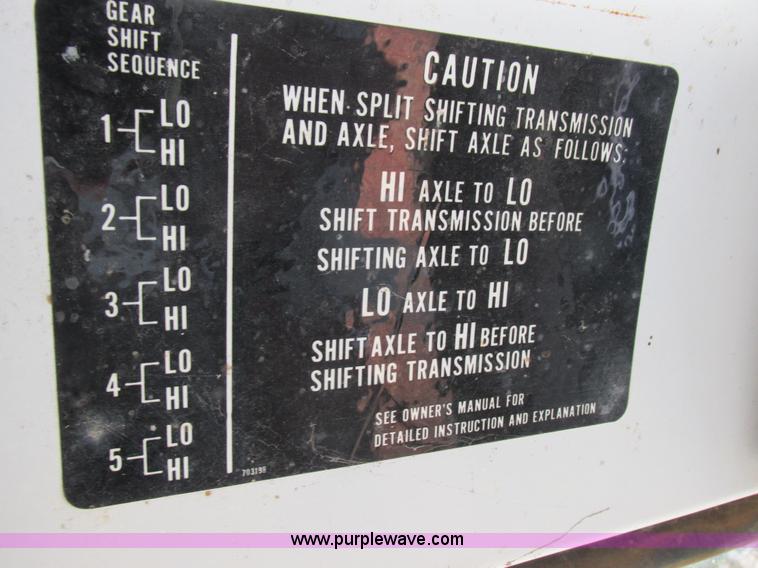 GEAR
SHIFT
SEQUENCE
1 LO
HI
2 LO
HI
3 LO
HI
4 LO
HI
5 LO
HI
CAUTION
WHEN SPLIT SHIFTING TRANSMISSION
AND AXLE, SHIFT AXLE AS FOLLOWS:
HI AXLE TO LO
SHIFT TRANSMISSION BEFORE
SHIFTING AXLE TO LO
LO AXLE TO HI
SHIFT AXLE TO HI BEFORE
SHIFTING TRANSMISSION
SEE OWNER'S MANUAL FOR
DETAILED INSTRUCTION AND EXPLANATION
703198
www.purplewave.com